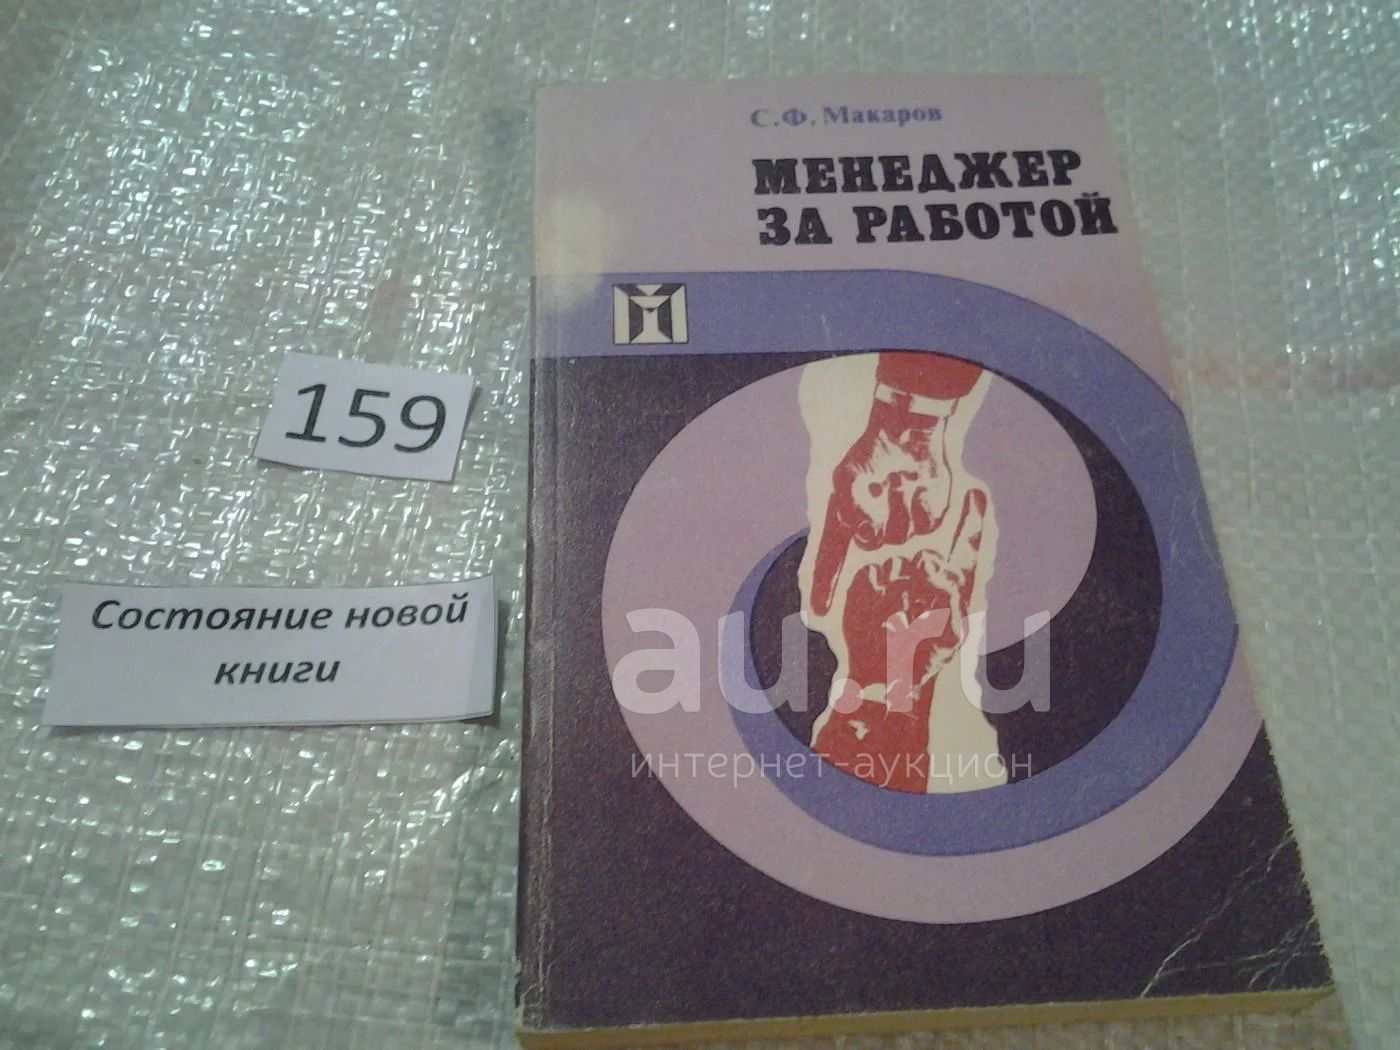 С.Ф. Макаров
МЕНЕДЖЕР
ЗА РАБОТОЙ
159
Состояние новой
книги
au.ru
интернет-аукцион